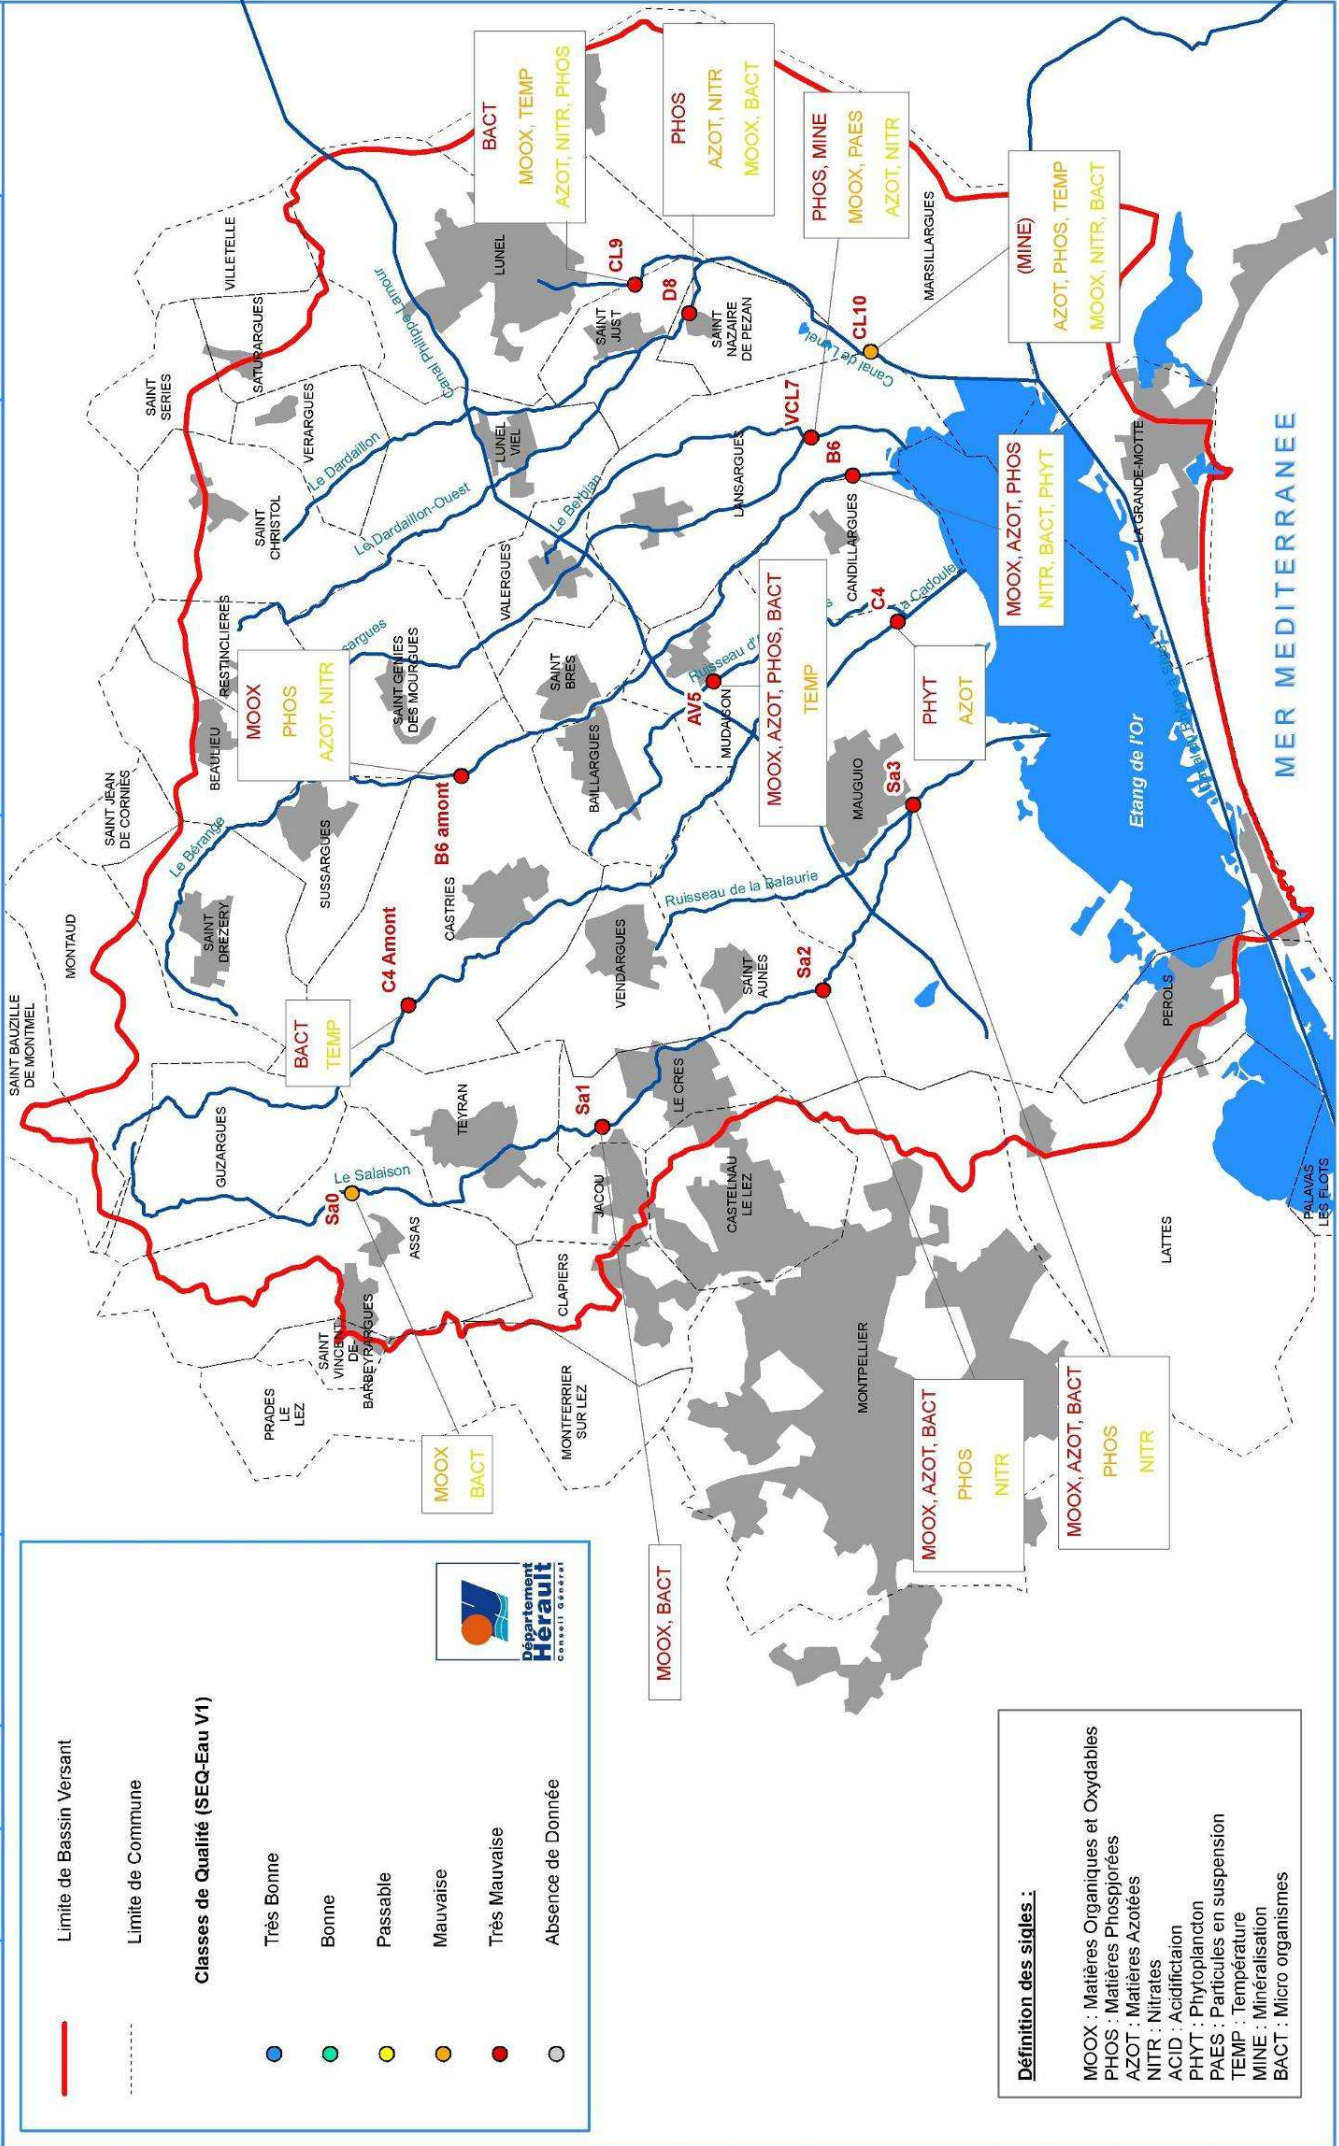 Limite de Bassin Versant
Limite de Commune
Classes de Qualité (SEQ-Eau V1)
Très Bonne
Bonne
Passable
Mauvaise
Très Mauvaise
Absence de Donnée
Département
Hérault
Conseil Général
Définition des sigles :
MOOX : Matières Organiques et Oxydables
PHOS : Matières Phospjorées
AZOT : Matières Azotées
NITR : Nitrates
ACID : Acidifictaion
PHYT : Phytoplancton
PAES : Particules en suspension
TEMP : Température
MINE : Minéralisation
BACT : Micro organismes
SAINT BAUZILLE
DE MONTMEL
MONTAUD
SAINT JEAN
DE CORNIÈS
SAINT
SERIES
VILLETELLE
SATURARGUES
VERARGUES
SAINT
CHRISTOL
RESTINCLIERES
BEAULIEU
SAINT
DREZERY
SUSSARGUES
GUZARGUES
Le Bérange
Le Dardaillon
Le Dardaillon-Ouest
Canal Philippe-Lamour
LUNEL
LUNEL
VIEL
SAINT
JUST
SAINT
NAZAIRE
DE PEZAN
BACT
MOOX, TEMP
AZOT, NITR, PHOS
CL9
PHOS
AZOT, NITR
MOOX, BACT
D8
PHOS, MINE
MOOX, PAES
AZOT, NITR
VCL7
MARSILLARGUES
(MINE)
AZOT, PHOS, TEMP
MOOX, NITR, BACT
CL10
Canal de Lunel
MOOX
PHOS
AZOT, NITR
B6 amont
sargues
SAINT GENIES
DES MOURGUES
VALERGUES
Le Berbian
LANSARGUES
SAINT
BRES
BAILLARGUES
CASTRIES
C4 Amont
BACT
TEMP
PRADES
LE
LEZ
SAINT
VINCENT
DE-
BARBEYRARGUES
ASSAS
Le Salaison
Sa0
MOOX
BACT
TEYRAN
CLAPIERS
MONTFERRIER
SUR LEZ
JACOU
Sa1
MOOX, BACT
LE CRES
CASTELNAU
LE LEZ
VENDARGUES
SAINT
AUNES
Ruisseau de la Balaurie
Sa2
MOOX, AZOT, BACT
PHOS
NITR
MAUGUIO
Sa3
MOOX, AZOT, BACT
PHOS
NITR
MUDAISON
AV5
MOOX, AZOT, PHOS, BACT
TEMP
CANDILLARGUES
B6
MOOX, AZOT, PHOS
NITR, BACT, PHYT
C4
La Cadoule
PHYT
AZOT
MONTPELLIER
LATTES
PEROLS
PALAVAS
LES FLOTS
Etang de l'Or
LA GRANDE-MOTTE
MER MEDITERRANEE